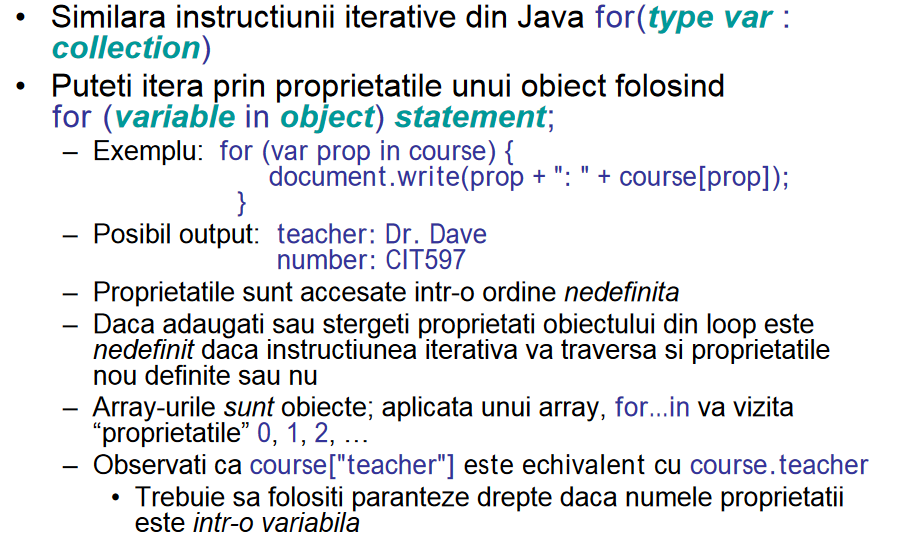 • Similara instructiunii iterative din Java for(type var :
collection)
• Puteti itera prin proprietatile unui obiect folosind
for (variable in object) statement;
– Exemplu: for (var prop in course) {
document.write(prop + ": " + course[prop]);
}
– Posibil output: teacher: Dr. Dave
number: CIT597
– Proprietatile sunt accesate intr-o ordine nedefinita
– Daca adaugati sau stergeti proprietati obiectului din loop este
nedefinit daca instructiunea iterativa va traversa si proprietatile
nou definite sau nu
– Array-urile sunt obiecte; aplicata unui array, for...in va vizita
“proprietatile” 0, 1, 2, …
– Observati ca course["teacher"] este echivalent cu course.teacher
• Trebuie sa folositi paranteze drepte daca numele proprietatii
este intr-o variabila